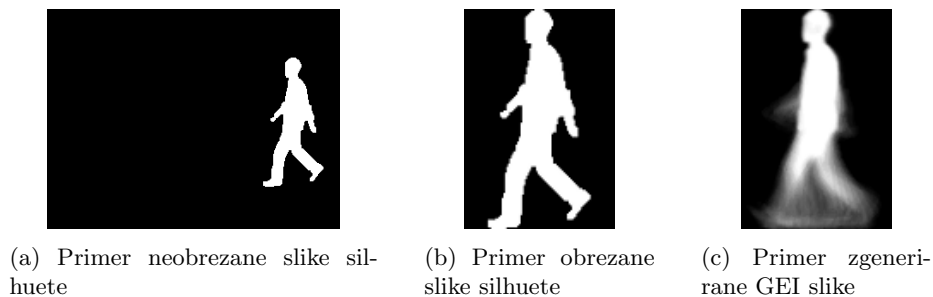 (a) Primer neobrezane slike sil-
huete
(b) Primer obrezane
slike silhuete
(c) Primer zgeneri-
rane GEI slike